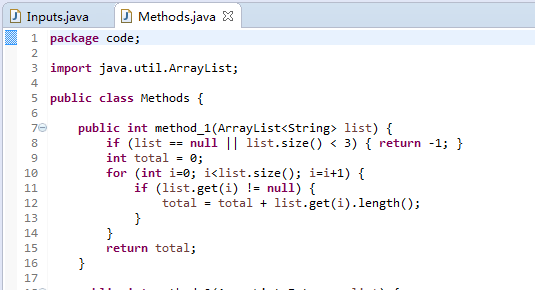 Inputs.java Methods.java
1 package code;
2
3 import java.util.ArrayList;
4
5 public class Methods {
6
7 public int method_1(ArrayList<String> list) {
8 if (list == null || list.size() < 3) { return -1; }
9 int total = 0;
10 for (int i=0; i<list.size(); i=i+1) {
11 if (list.get(i) != null) {
12 total = total + list.get(i).length();
13 }
14 }
15 return total;
16 }
17